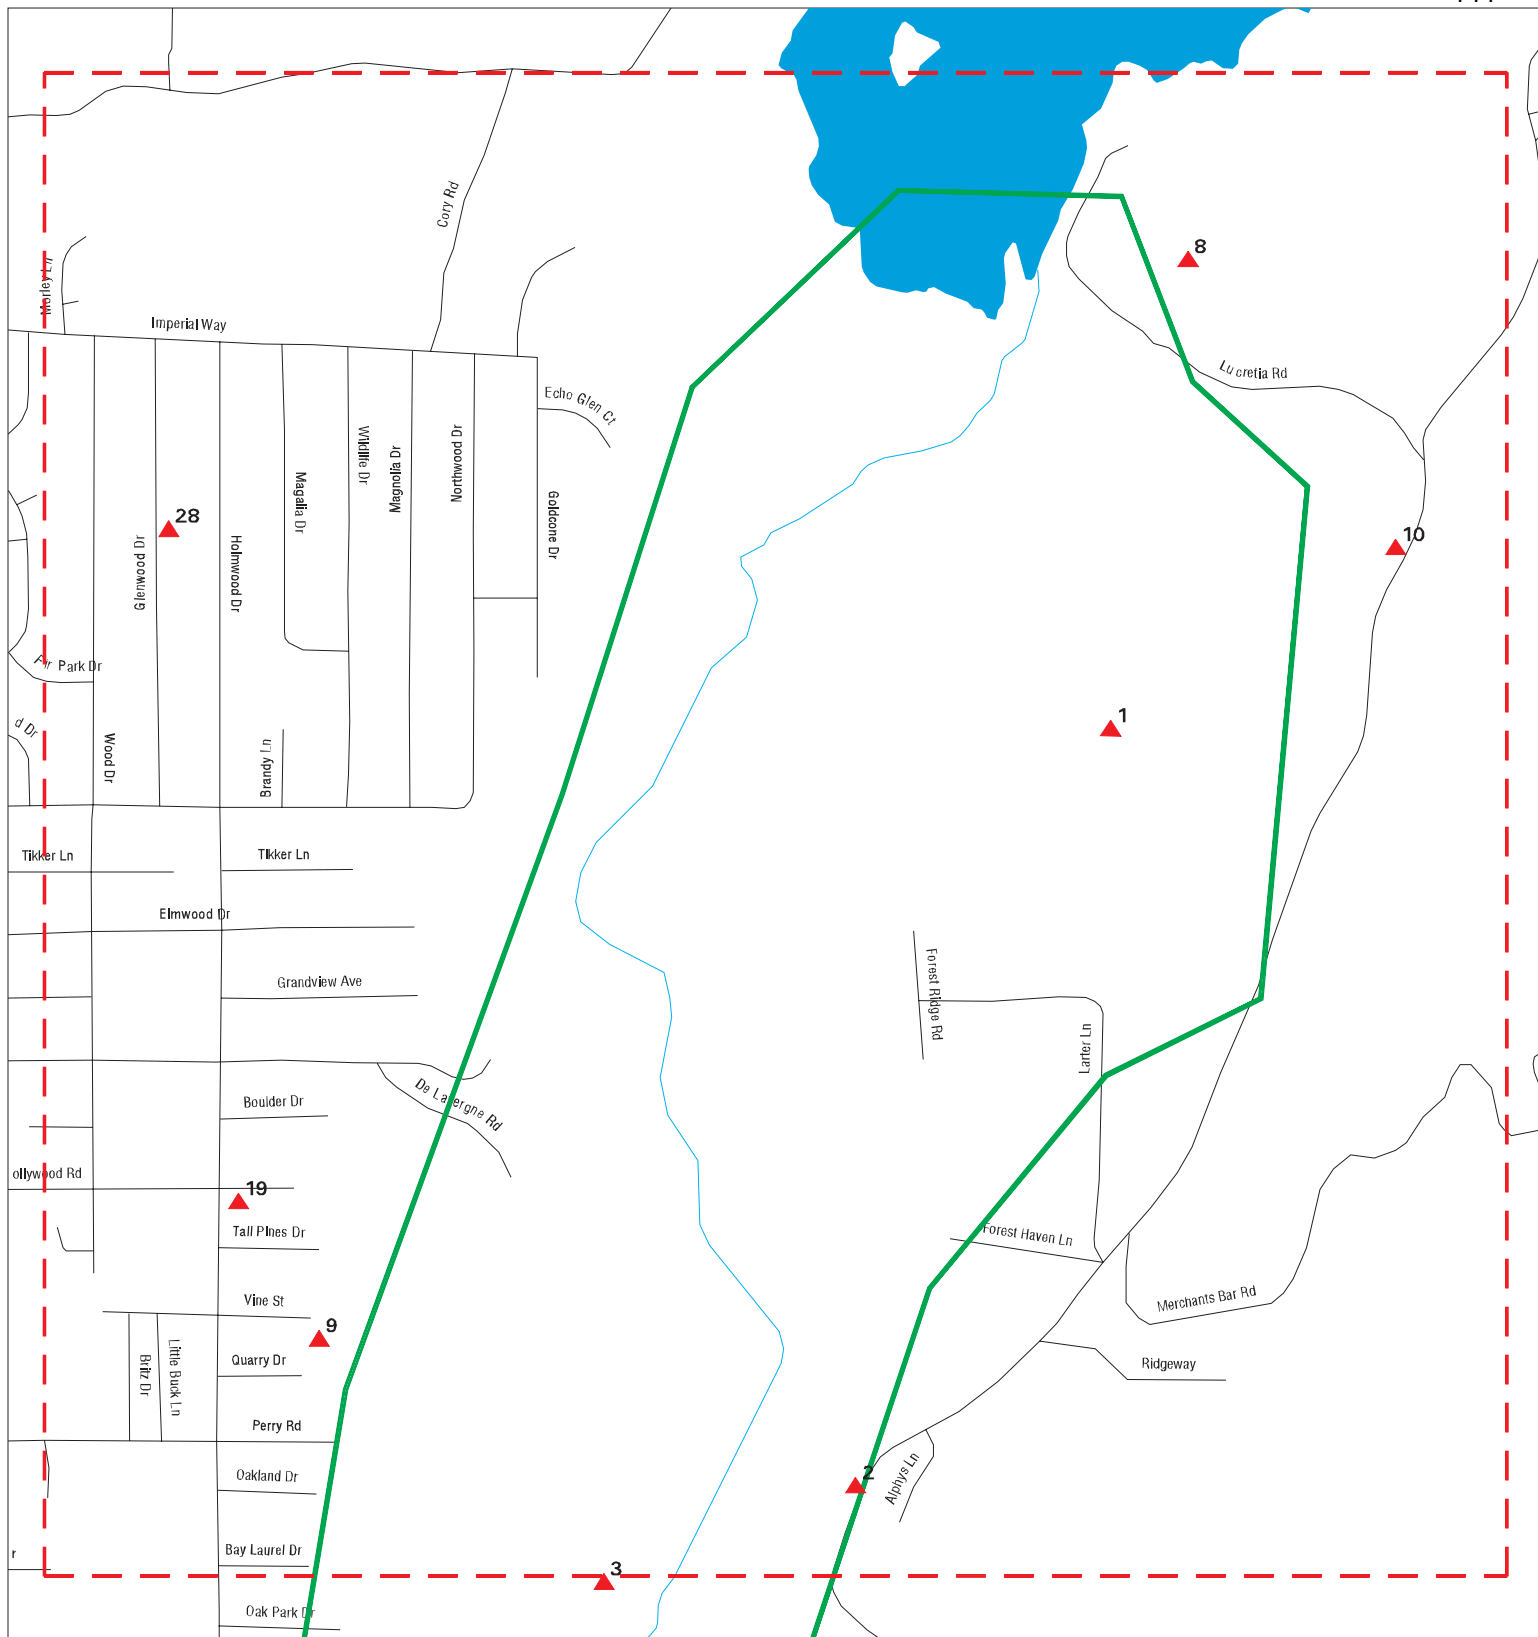 8
Cory Rd
Morley Ln
Imperial Way
Lucretia Rd
Echo Glen Ct
Wildlife Dr
Magnolia Dr
Northwood Dr
Magalia Dr
Goldcone Dr
28
10
Glenwood Dr
Holmwood Dr
Fir Park Dr
1
d Dr
Wood Dr
Brandy Ln
Tikker Ln
Tikker Ln
Elmwood Dr
Forest Ridge Rd
Grandview Ave
Larter Ln
De Lavergne Rd
Boulder Dr
ollywood Rd
19
Tall Pines Dr
Forest Haven Ln
Vine St
Merchants Bar Rd
9
Britz Dr
Little Buck Ln
Quarry Dr
Ridgeway
Perry Rd
Oakland Dr
2
Alphys Ln
r
Bay Laurel Dr
3
Oak Park Dr